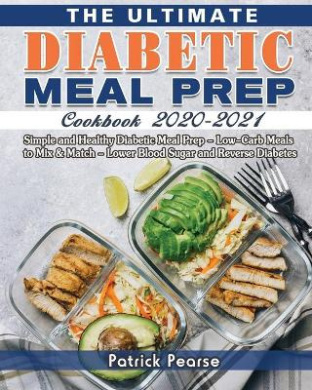 THE ULTIMATE
DIABETIC
MEAL PREP
Cookbook 2020-2021
Simple and Healthy Diabetic Meal Prep - Low-Carb Meals
to Mix & Match - Lower Blood Sugar and Reverse Diabetes
Patrick Pearse